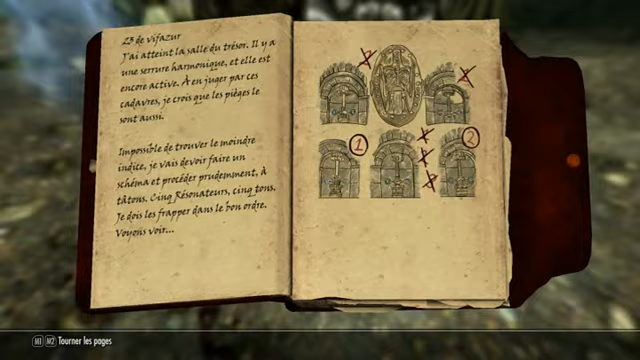 23 de vifazur
J'ai atteint la salle du trésor. Il y a
une serrure harmonique, et elle est
encore active. À en juger par ces
cadavres, je crois que les pièges le
sont aussi.
Impossible de trouver le moindre
indice, je vais devoir faire un
schéma et procéder prudemment, à
tâtons. Cinq Résonateurs, cinq tons.
Je dois les frapper dans le bon ordre.
Voyons voir...
1
2
M1 M2 Tourner les pages